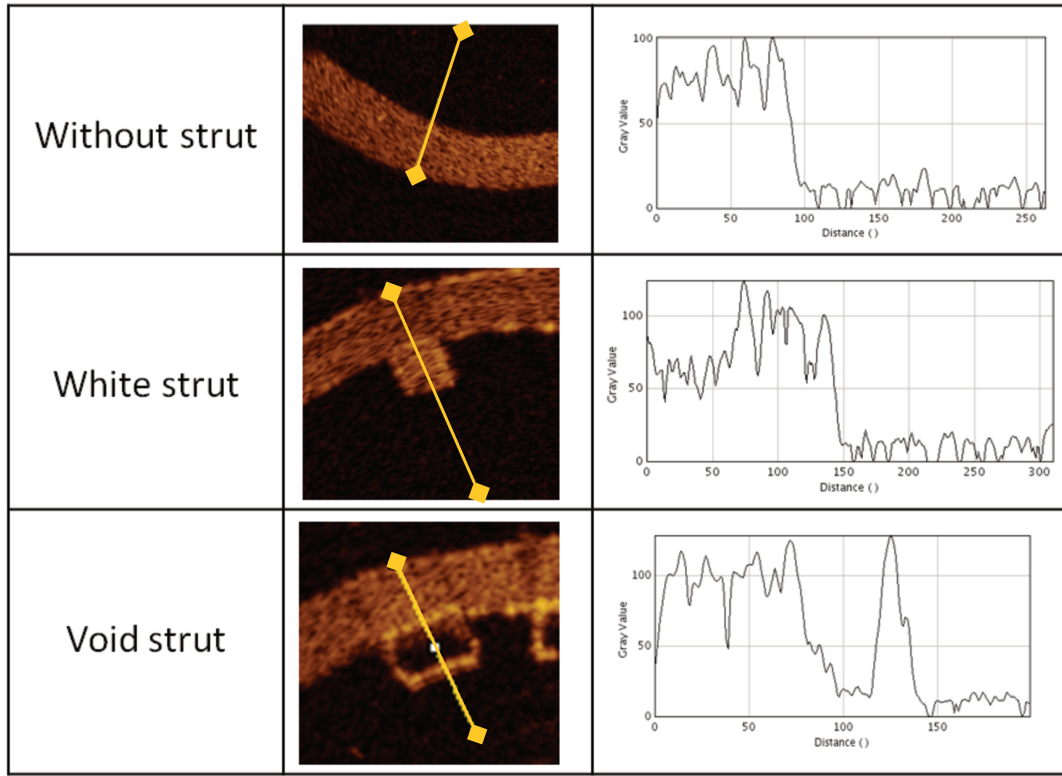 Without strut
100
50
0
Gray Value
0 50 100 150 200 250
Distance ( )
White strut
100
50
0
Gray Value
0 50 100 150 200 250 300
Distance ( )
Void strut
100
50
0
Gray Value
0 50 100 150
Distance ( )